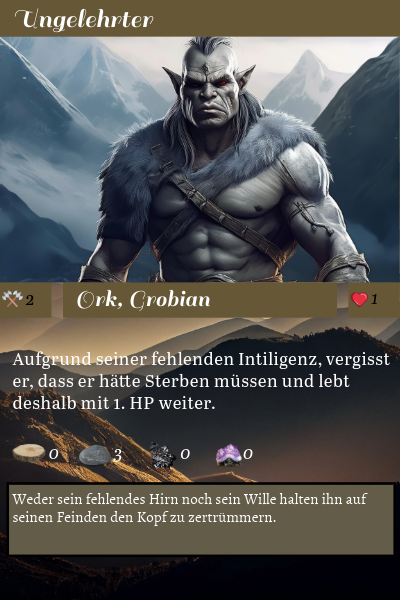 Ungelehrter
2
Ork, Grobian
1
Aufgrund seiner fehlenden Intiligenz, vergisst
er, dass er hätte Sterben müssen und lebt
deshalb mit 1. HP weiter.
0 3 0 0
Weder sein fehlendes Hirn noch sein Wille halten ihn auf
seinen Feinden den Kopf zu zertrümmern.